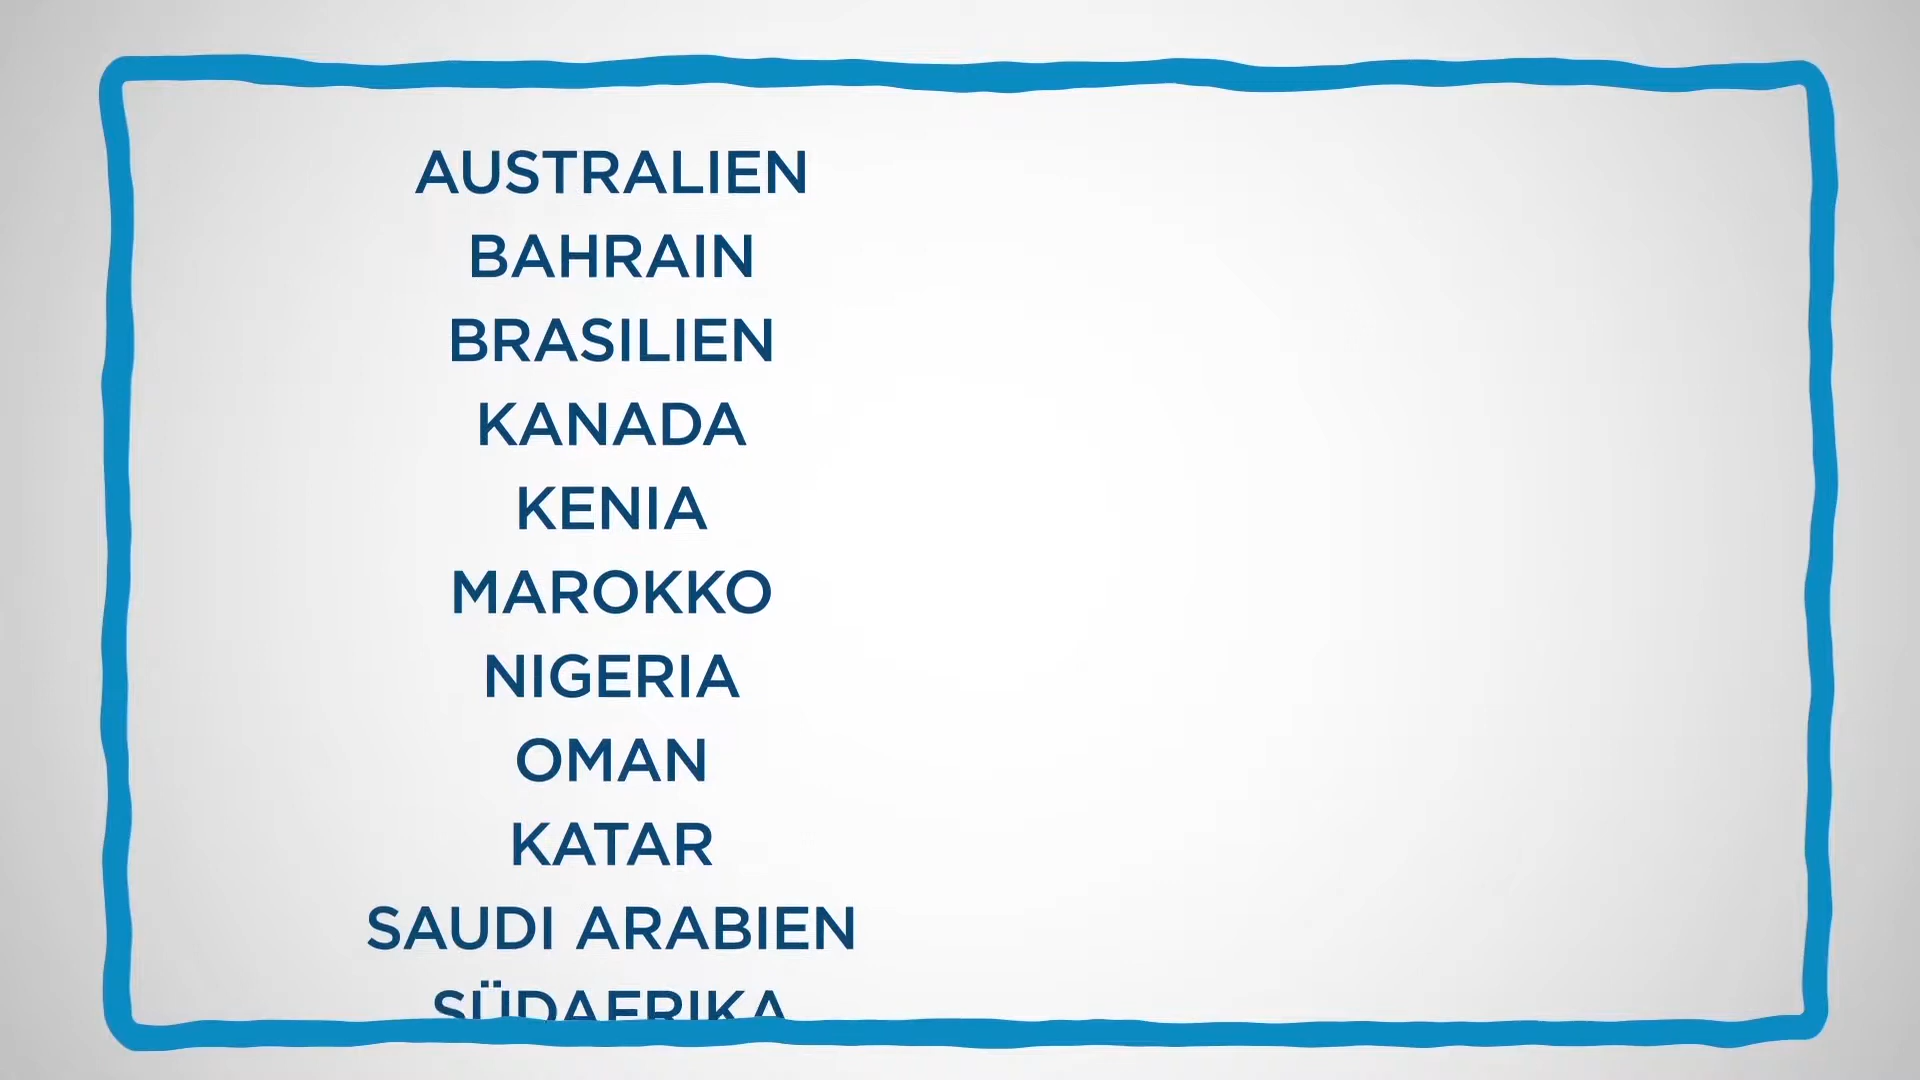 AUSTRALIEN
BAHRAIN
BRASILIEN
KANADA
KENIA
MAROKKO
NIGERIA
OMAN
KATAR
SAUDI ARABIEN
SÜDAFRIKA